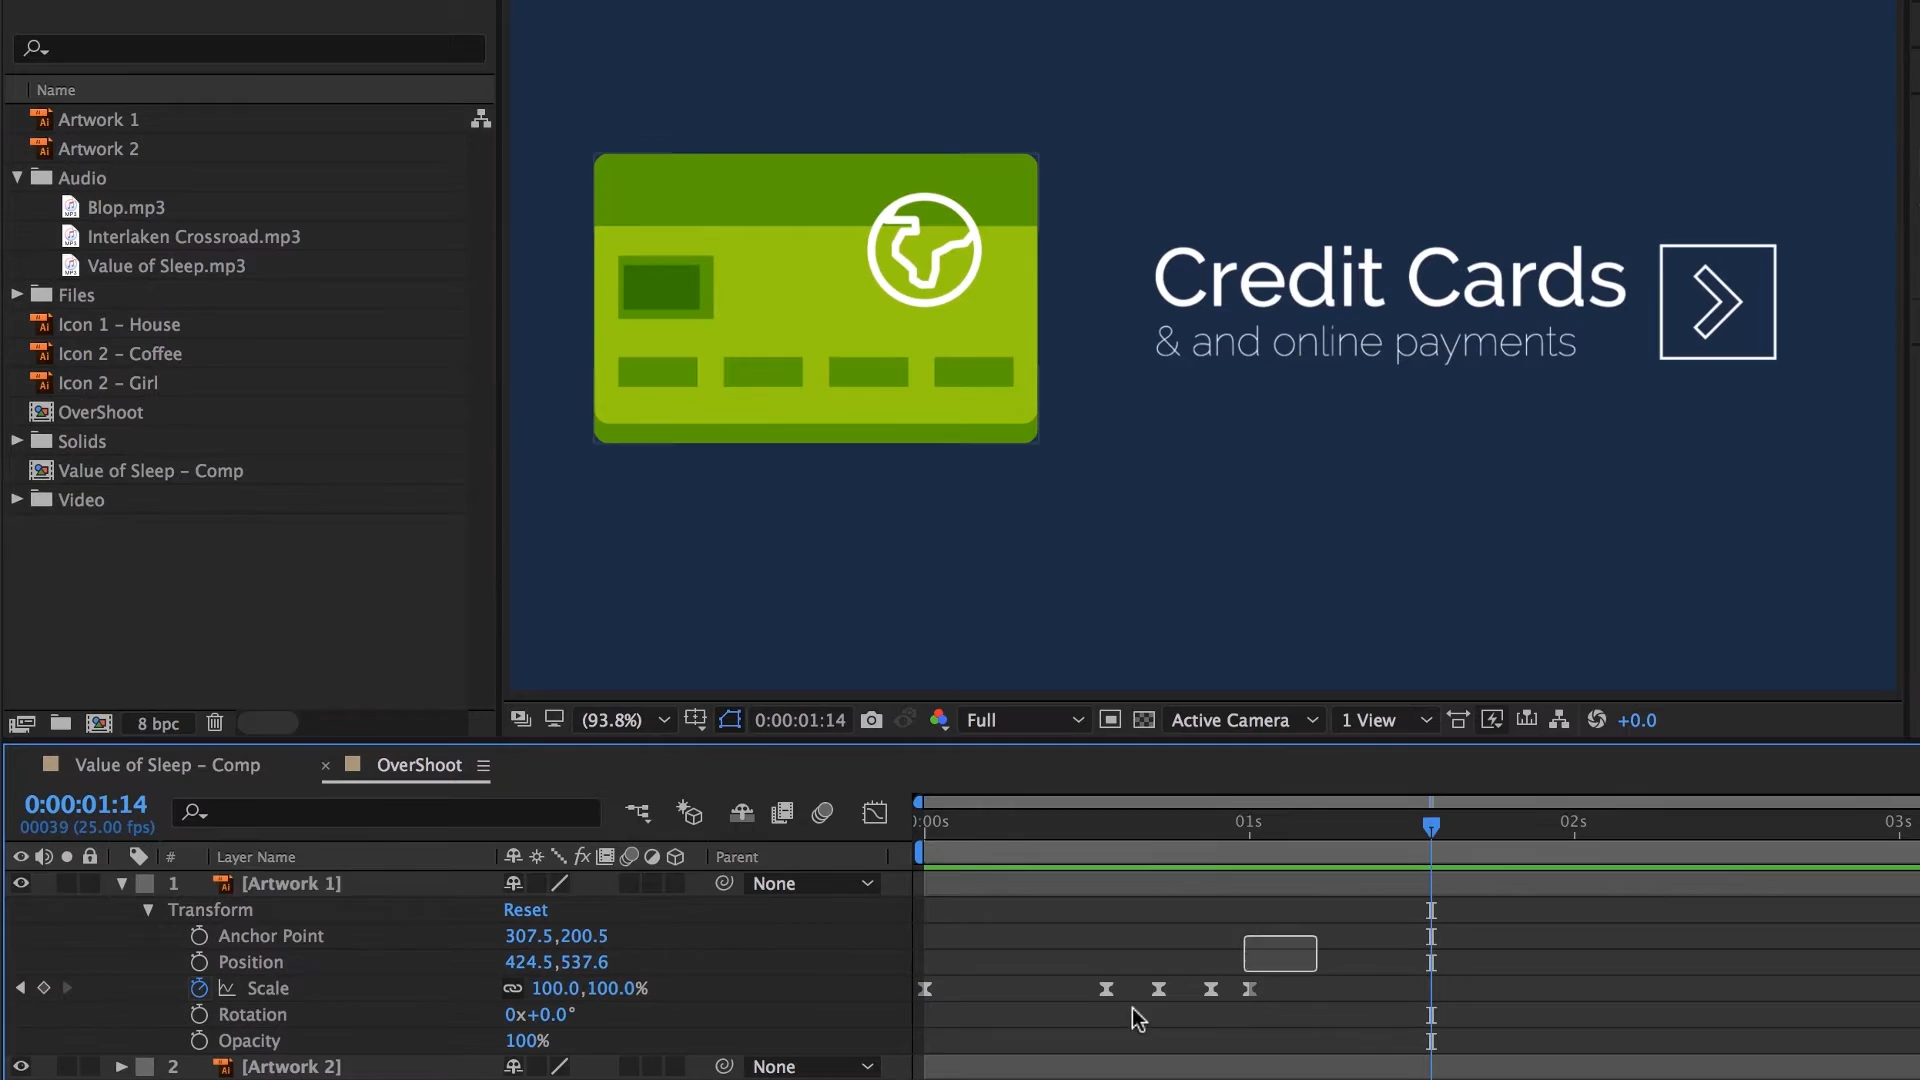 Name
Artwork 1
Artwork 2
Audio
Blop.mp3
Interlaken Crossroad.mp3
Value of Sleep.mp3
Files
Icon 1 – House
Icon 2 – Coffee
Icon 2 – Girl
OverShoot
Solids
Value of Sleep – Comp
Video
Credit Cards
& and online payments
8 bpc
(93.8%)
0:00:01:14
Full
Active Camera
1 View
+0.0
Value of Sleep – Comp
× OverShoot
0:00:01:14
00039 (25.00 fps)
:00s 01s 02s 03s
# Layer Name fx Parent
1 [Artwork 1] None
Transform Reset
Anchor Point 307.5,200.5
Position 424.5,537.6
Scale 100.0,100.0%
Rotation 0x+0.0°
Opacity 100%
2 [Artwork 2] None